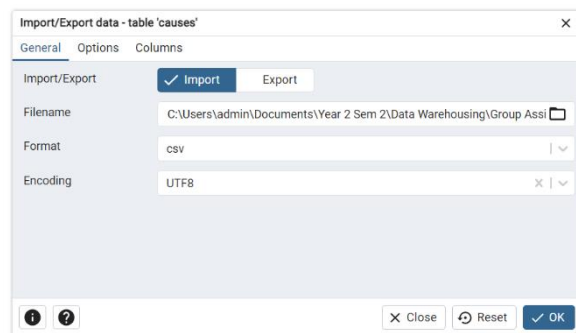 Import/Export data - table 'causes'
General Options Columns
Import/Export Import Export
Filename C:\Users\admin\Documents\Year 2 Sem 2\Data Warehousing\Group Assi
Format csv
Encoding UTF8
Close Reset OK